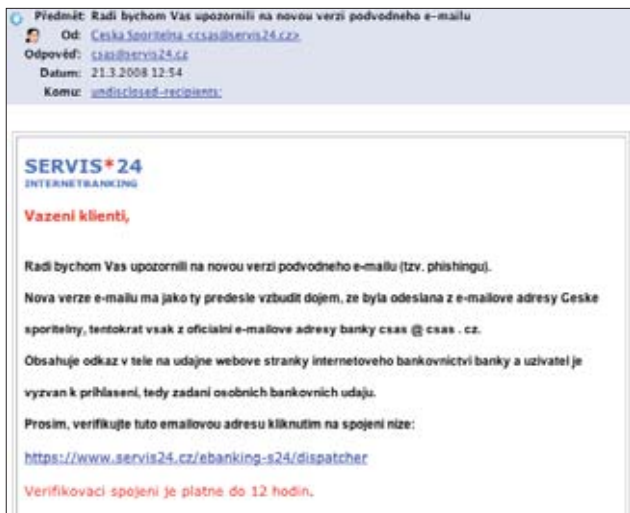 Předmět: Radi bychom Vas upozornili na novou verzi podvodneho e-mailu
Od: Ceska Sporitelna <csas@servis24.cz>
Odpověď: csas@servis24.cz
Datum: 21.3.2008 12:54
Komu: undisclosed-recipients:
SERVIS*24
INTERNETBANKING
Vazeni klienti,
Radi bychom Vas upozornili na novou verzi podvodneho e-mailu (tzv. phishingu).
Nova verze e-mailu ma jako ty predesle vzbudit dojem, ze byla odeslana z e-mailove adresy Geske
sporitelny, tentokrat vsak z oficialni e-mailove adresy banky csas @ csas . cz.
Obsahuje odkaz v tele na udajne webove stranky internetoveho bankovnictvi banky a uzivatel je
vyzvan k prihlaseni, tedy zadani osobnich bankovnich udaju.
Prosim, verifikujte tuto emailovou adresu kliknutim na spojeni nize:
https://www.servis24.cz/ebanking-s24/dispatcher
Verifikovaci spojeni je platne do 12 hodin.